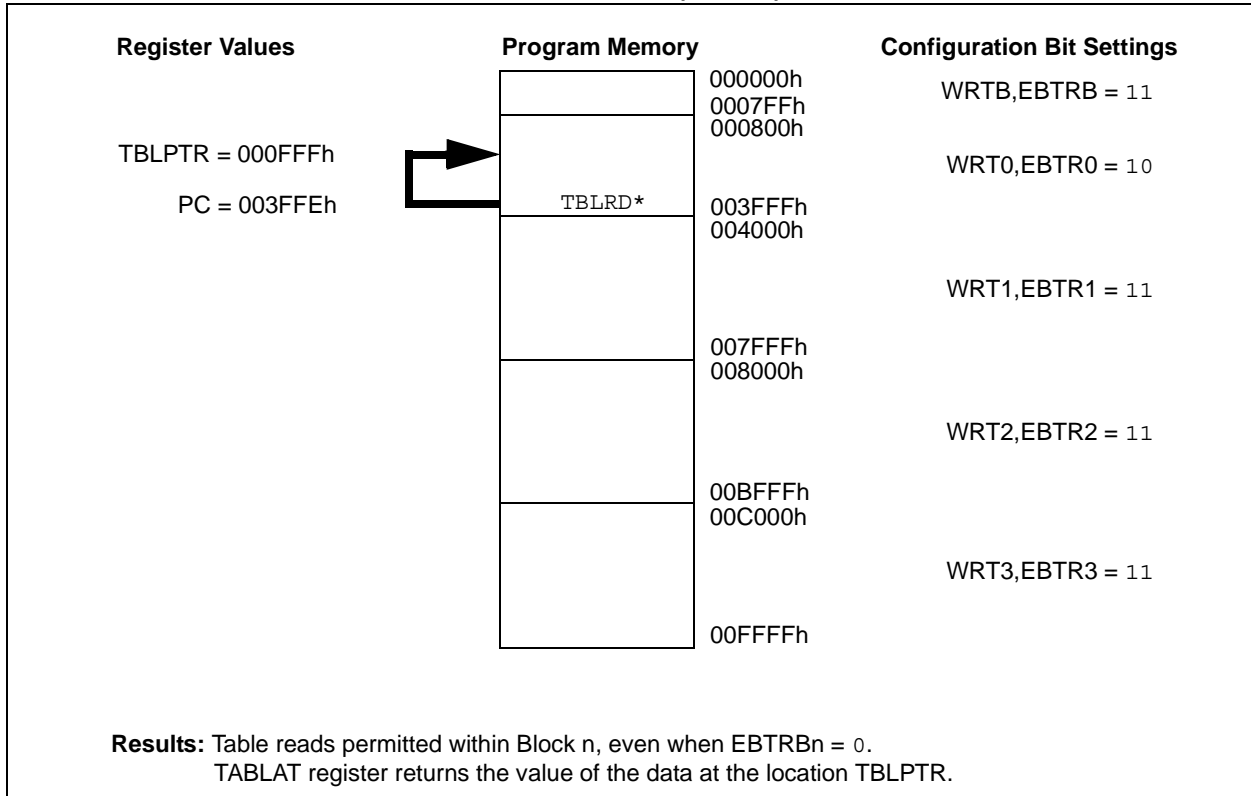 Register Values Program Memory Configuration Bit Settings
000000h
WRTB,EBTRB = 11
0007FFh
000800h
TBLPTR = 000FFFh
WRT0,EBTR0 = 10
PC = 003FFEh TBLRD* 003FFFh
004000h
WRT1,EBTR1 = 11
007FFFh
008000h
WRT2,EBTR2 = 11
00BFFFh
00C000h
WRT3,EBTR3 = 11
00FFFFh
Results: Table reads permitted within Block n, even when EBTRBn = 0.
TABLAT register returns the value of the data at the location TBLPTR.